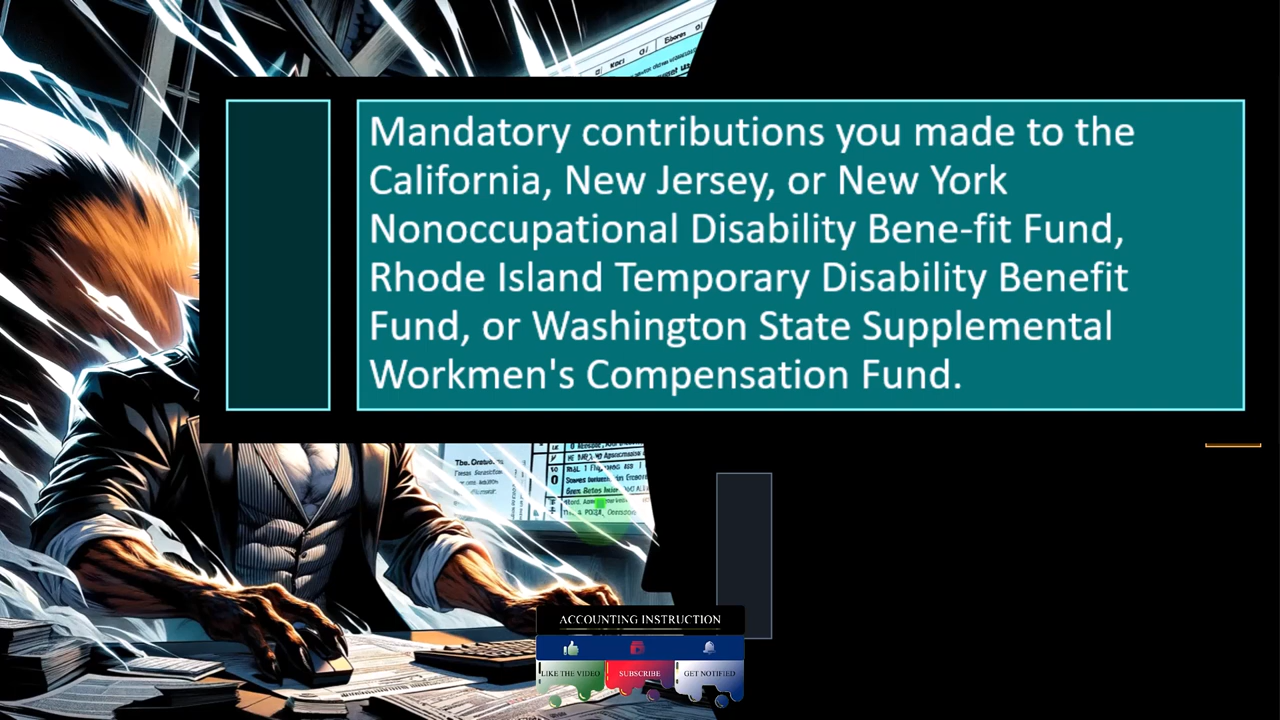 Mandatory contributions you made to the
California, New Jersey, or New York
Nonoccupational Disability Bene-fit Fund,
Rhode Island Temporary Disability Benefit
Fund, or Washington State Supplemental
Workmen's Compensation Fund.
ACCOUNTING INSTRUCTION
LIKE THE VIDEO
SUBSCRIBE
GET NOTIFIED